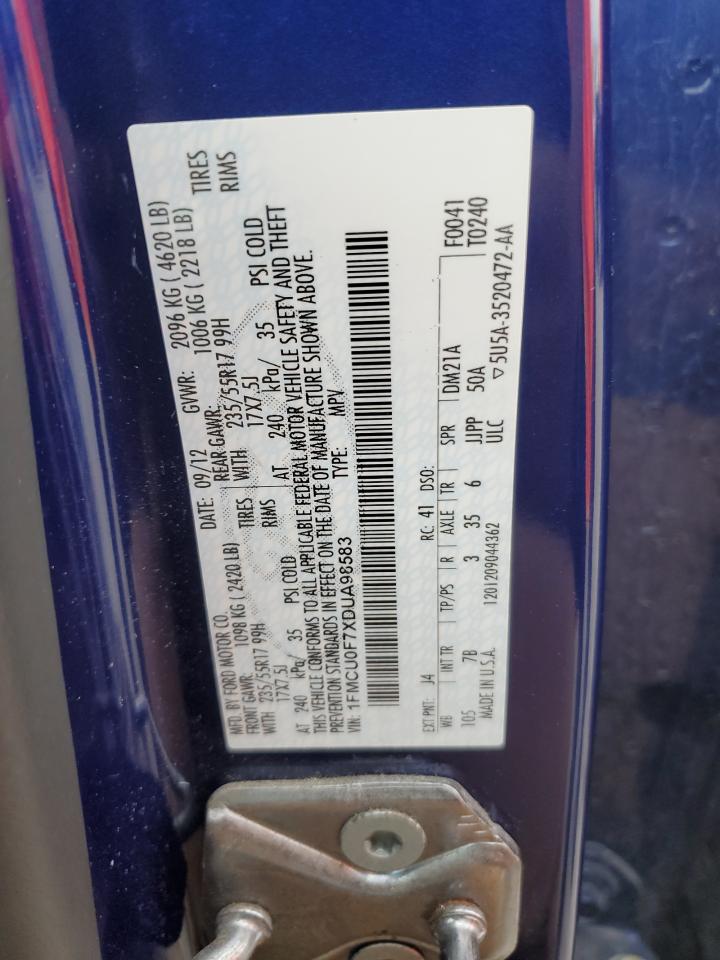 MFD. BY FORD MOTOR CO.
DATE: 09/12 GVWR: 2096 KG ( 4620 LB)
FRONT GAWR: 1098 KG ( 2420 LB) REAR GAWR: 1006 KG ( 2218 LB)
WITH 235/55R17 99H TIRES WITH 235/55R17 99H TIRES
17X7.5J RIMS 17X7.5J RIMS
AT 240 kPa/ 35 PSI COLD AT 240 kPa/ 35 PSI COLD
THIS VEHICLE CONFORMS TO ALL APPLICABLE FEDERAL MOTOR VEHICLE SAFETY AND THEFT
PREVENTION STANDARDS IN EFFECT ON THE DATE OF MANUFACTURE SHOWN ABOVE.
VIN: 1FMCU0F7XDUA98583 TYPE: MPV
EXT PNT: J4 RC: 41 DSO: F0041
WB INT TR TP/PS R AXLE TR SPR DM21A T0240
105 7B 3 35 6 JJPP 50A
MADE IN U.S.A. 1201209044362 ULC ▽5U5A-3520472-AA